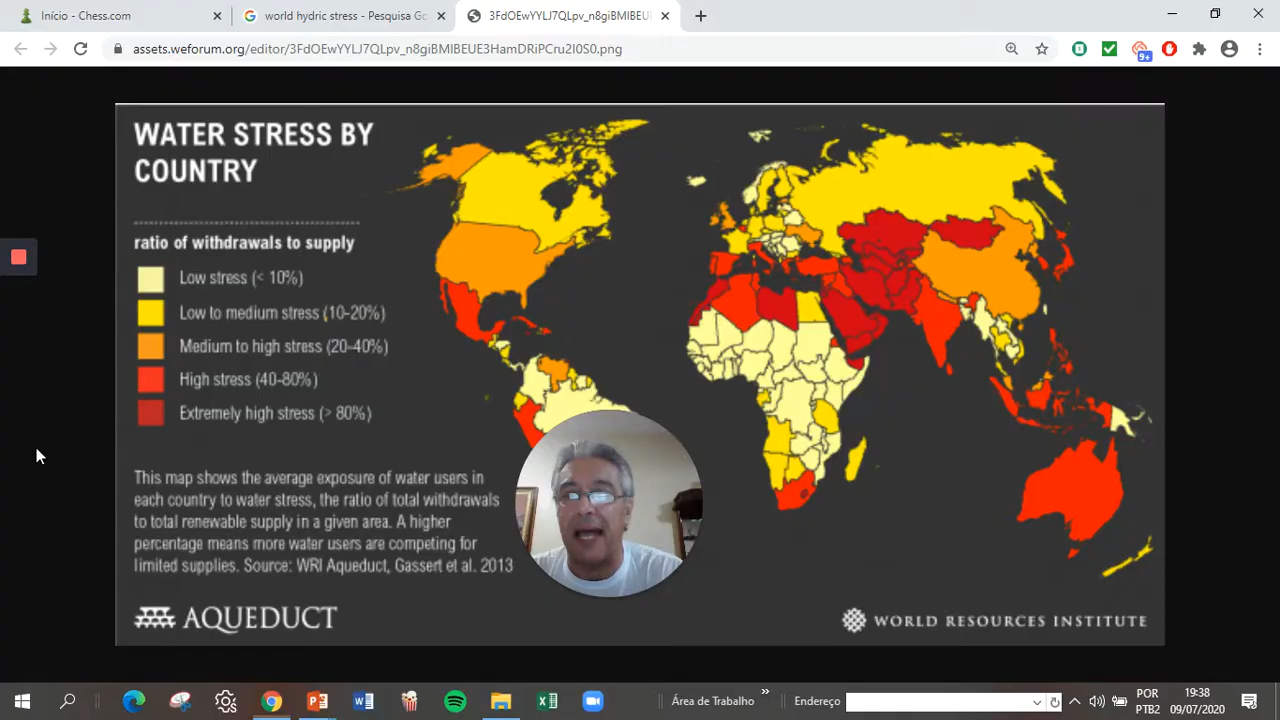 Início - Chess.com
world hydric stress - Pesquisa Go
3FdOEwYYLJ7QLpv_n8giBMIBEUI
assets.weforum.org/editor/3FdOEwYYLJ7QLpv_n8giBMIBEUE3HamDRiPCru2I0S0.png
9+
WATER STRESS BY
COUNTRY
ratio of withdrawals to supply
Low stress (< 10%)
Low to medium stress (10-20%)
Medium to high stress (20-40%)
High stress (40-80%)
Extremely high stress (> 80%)
This map shows the average exposure of water users in
each country to water stress, the ratio of total withdrawals
to total renewable supply in a given area. A higher
percentage means more water users are competing for
limited supplies. Source: WRI Aqueduct, Gassert et al. 2013
AQUEDUCT
WORLD RESOURCES INSTITUTE
Área de Trabalho
Endereço
POR
PTB2
19:38
09/07/2020